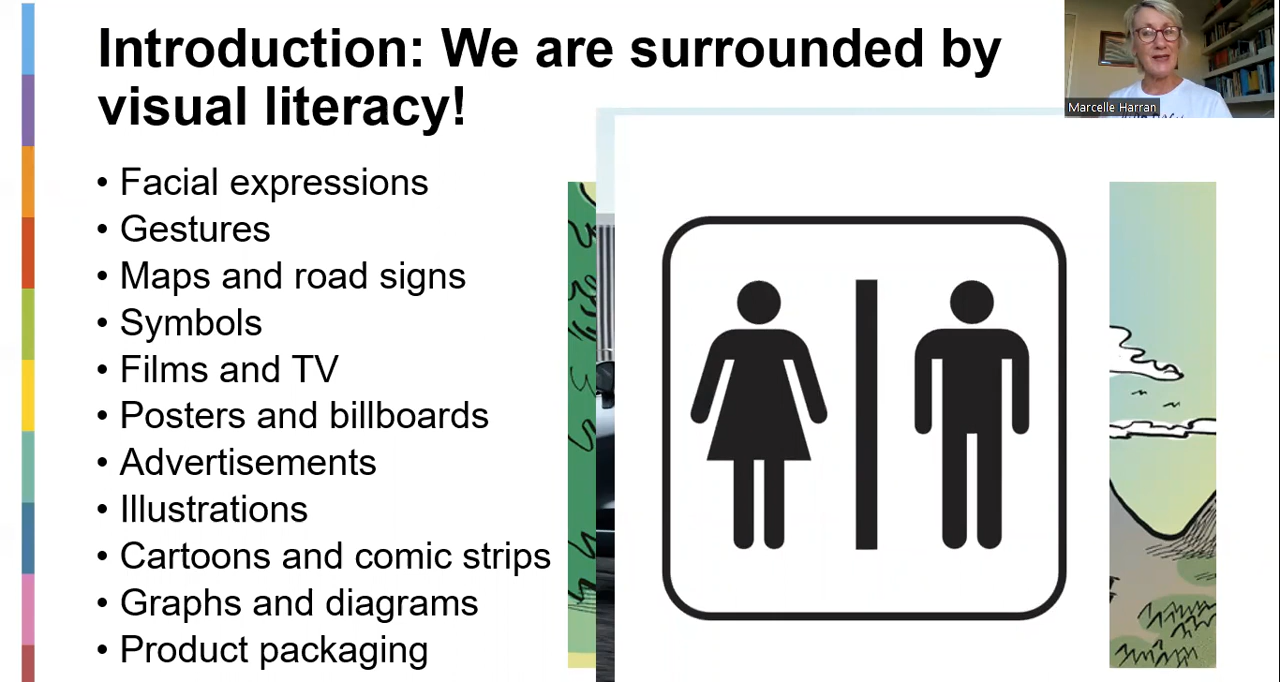 Introduction: We are surrounded by
visual literacy!
Marcelle Harran
• Facial expressions
• Gestures
• Maps and road signs
• Symbols
• Films and TV
• Posters and billboards
• Advertisements
• Illustrations
• Cartoons and comic strips
• Graphs and diagrams
• Product packaging